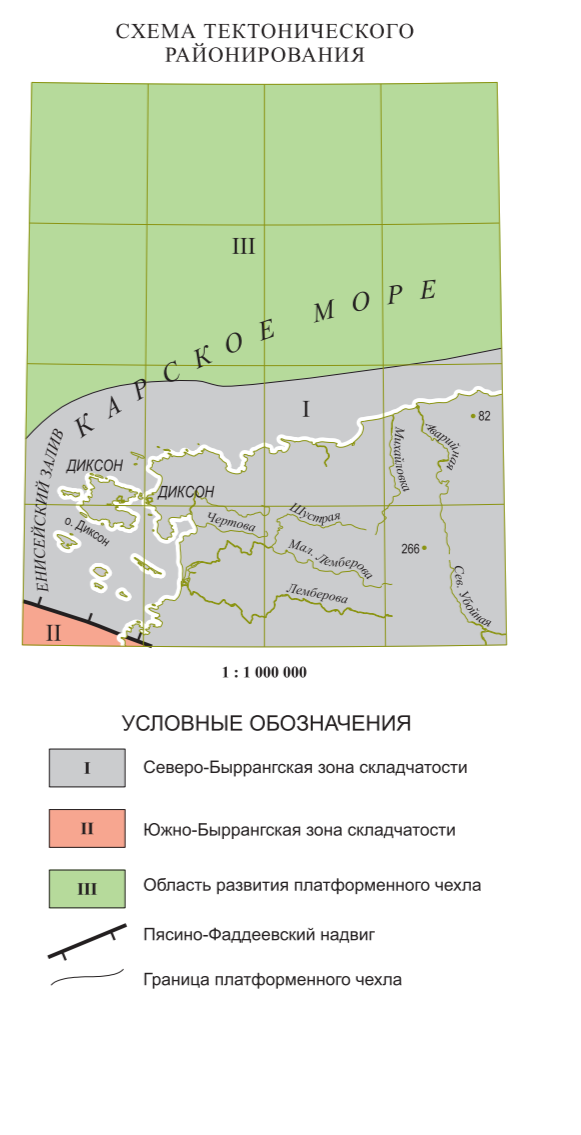 СХЕМА ТЕКТОНИЧЕСКОГО
РАЙОНИРОВАНИЯ
III
КАРСКОЕ МОРЕ
I
82
Аварийная
Михайловка
ЕНИСЕЙСКИЙ ЗАЛИВ
ДИКСОН
ДИКСОН
о. Диксон
Чертова
Шустрая
Мал. Лемберова
266
Лемберова
Сев. Убойная
II
1 : 1 000 000
УСЛОВНЫЕ ОБОЗНАЧЕНИЯ
I Северо-Быррангская зона складчатости
II Южно-Быррангская зона складчатости
III Область развития платформенного чехла
Пясино-Фаддеевский надвиг
Граница платформенного чехла